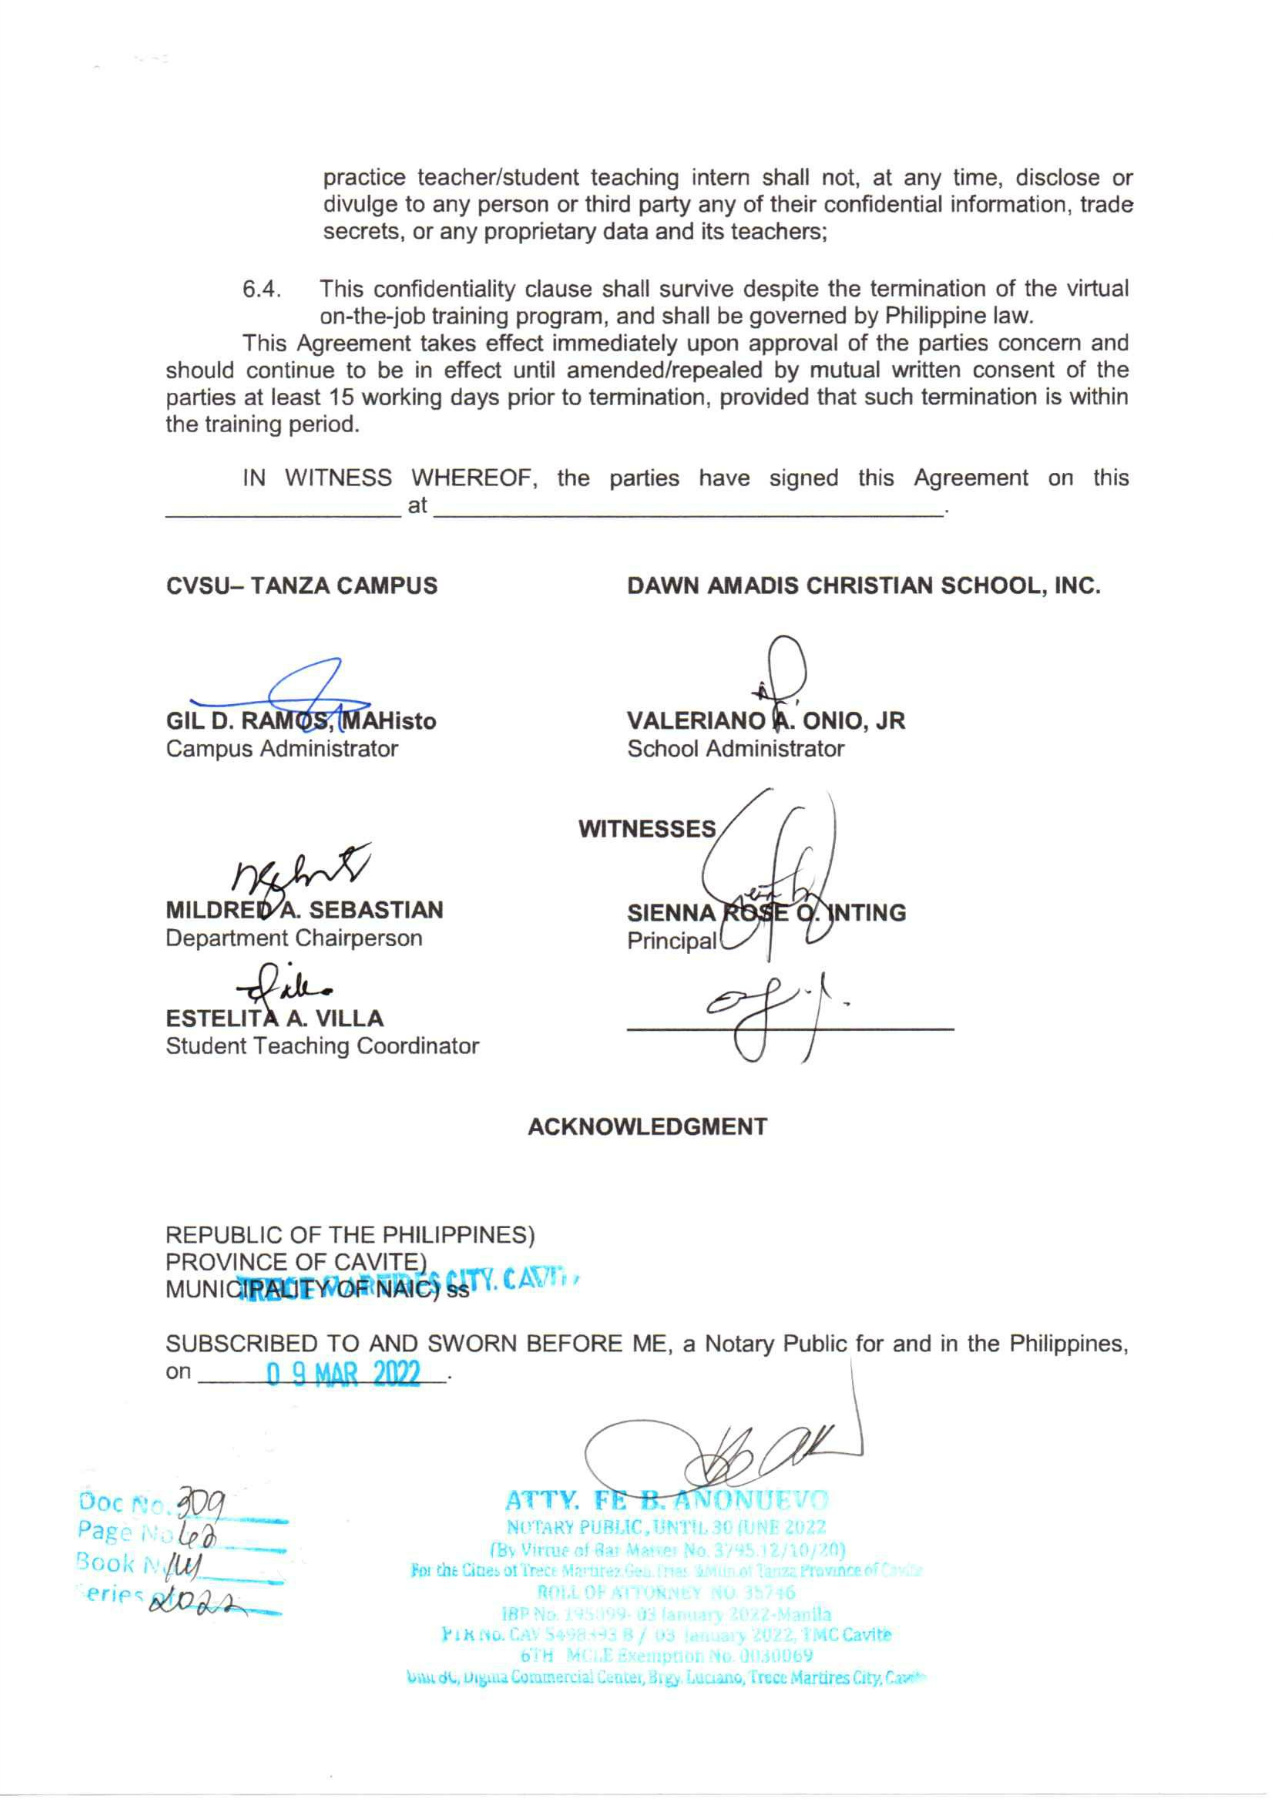 practice teacher/student teaching intern shall not, at any time, disclose or
divulge to any person or third party any of their confidential information, trade
secrets, or any proprietary data and its teachers;
6.4. This confidentiality clause shall survive despite the termination of the virtual
on-the-job training program, and shall be governed by Philippine law.
This Agreement takes effect immediately upon approval of the parties concern and
should continue to be in effect until amended/repealed by mutual written consent of the
parties at least 15 working days prior to termination, provided that such termination is within
the training period.
IN WITNESS WHEREOF, the parties have signed this Agreement on this
____________________ at ____________________.
CVSU– TANZA CAMPUS
DAWN AMADIS CHRISTIAN SCHOOL, INC.
GIL D. RAMOS, MAHisto
Campus Administrator
VALERIANO A. ONIO, JR
School Administrator
WITNESSES
MILDRED A. SEBASTIAN
Department Chairperson
SIENNA ROSE O. INTING
Principal
ESTELITA A. VILLA
Student Teaching Coordinator
ACKNOWLEDGMENT
REPUBLIC OF THE PHILIPPINES)
PROVINCE OF CAVITE)
MUNICIPALITY OF NAIC) ss
CITY. CAVITE
SUBSCRIBED TO AND SWORN BEFORE ME, a Notary Public for and in the Philippines,
on 09 MAR 2022.
Doc No. 309
Page No 62
Book No
Series of 2022
ATTY. FE B. ANONUEVO
NOTARY PUBLIC, UNTIL 30 JUNE 2022
(By Virtue of Bar Matter No. 3795.12/10/20)
For the Cities of Trece Martirez Gen. Trias &Mun of Tanza Province of Cavite
ROLL OF ATTORNEY NO 35746
IBP No. 03 January 2022-Manila
PTR No. CAV 03 January 2022, TMC Cavite
6TH MCLE Exemption No. 0030069
Commercial Center, Brgy. Luciano, Trece Martires City, Cavite